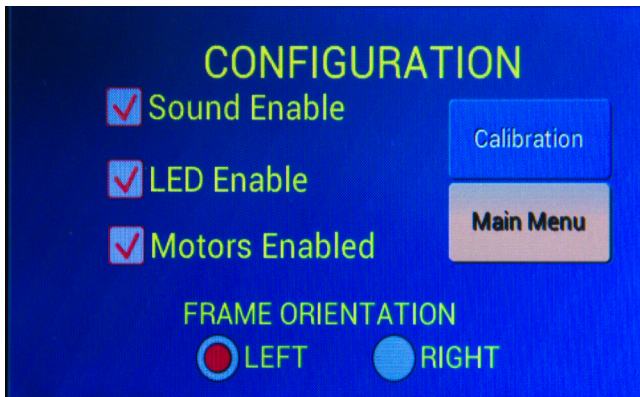 CONFIGURATION
Sound Enable
Calibration
LED Enable
Main Menu
Motors Enabled
FRAME ORIENTATION
LEFT RIGHT